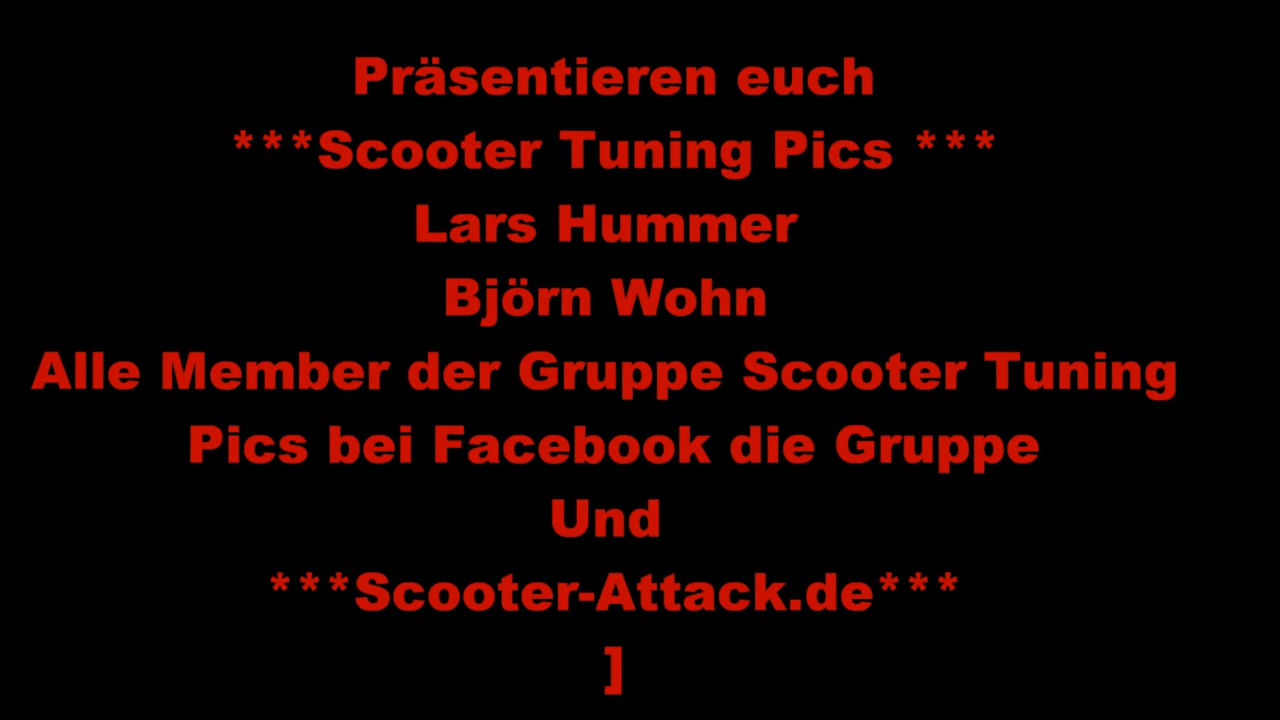 Präsentieren euch
***Scooter Tuning Pics ***
Lars Hummer
Björn Wohn
Alle Member der Gruppe Scooter Tuning
Pics bei Facebook die Gruppe
Und
***Scooter-Attack.de***
]